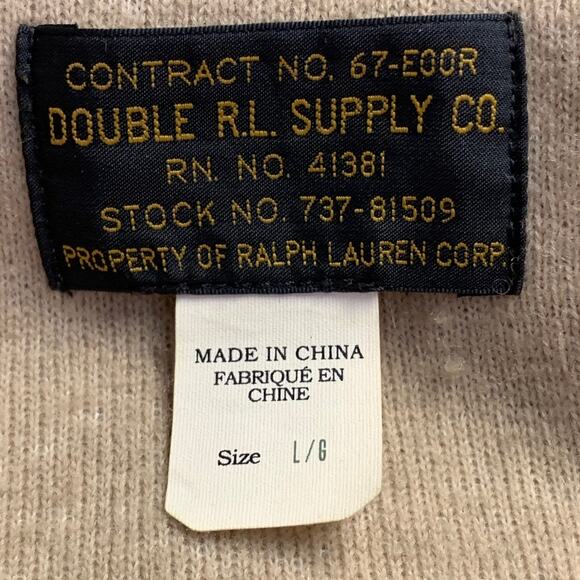 CONTRACT NO. 67-E00R
DOUBLE R.L. SUPPLY CO.
RN. NO. 41381
STOCK NO. 737-81509
PROPERTY OF RALPH LAUREN CORP.
MADE IN CHINA
FABRIQUÉ EN
CHINE
Size L/G